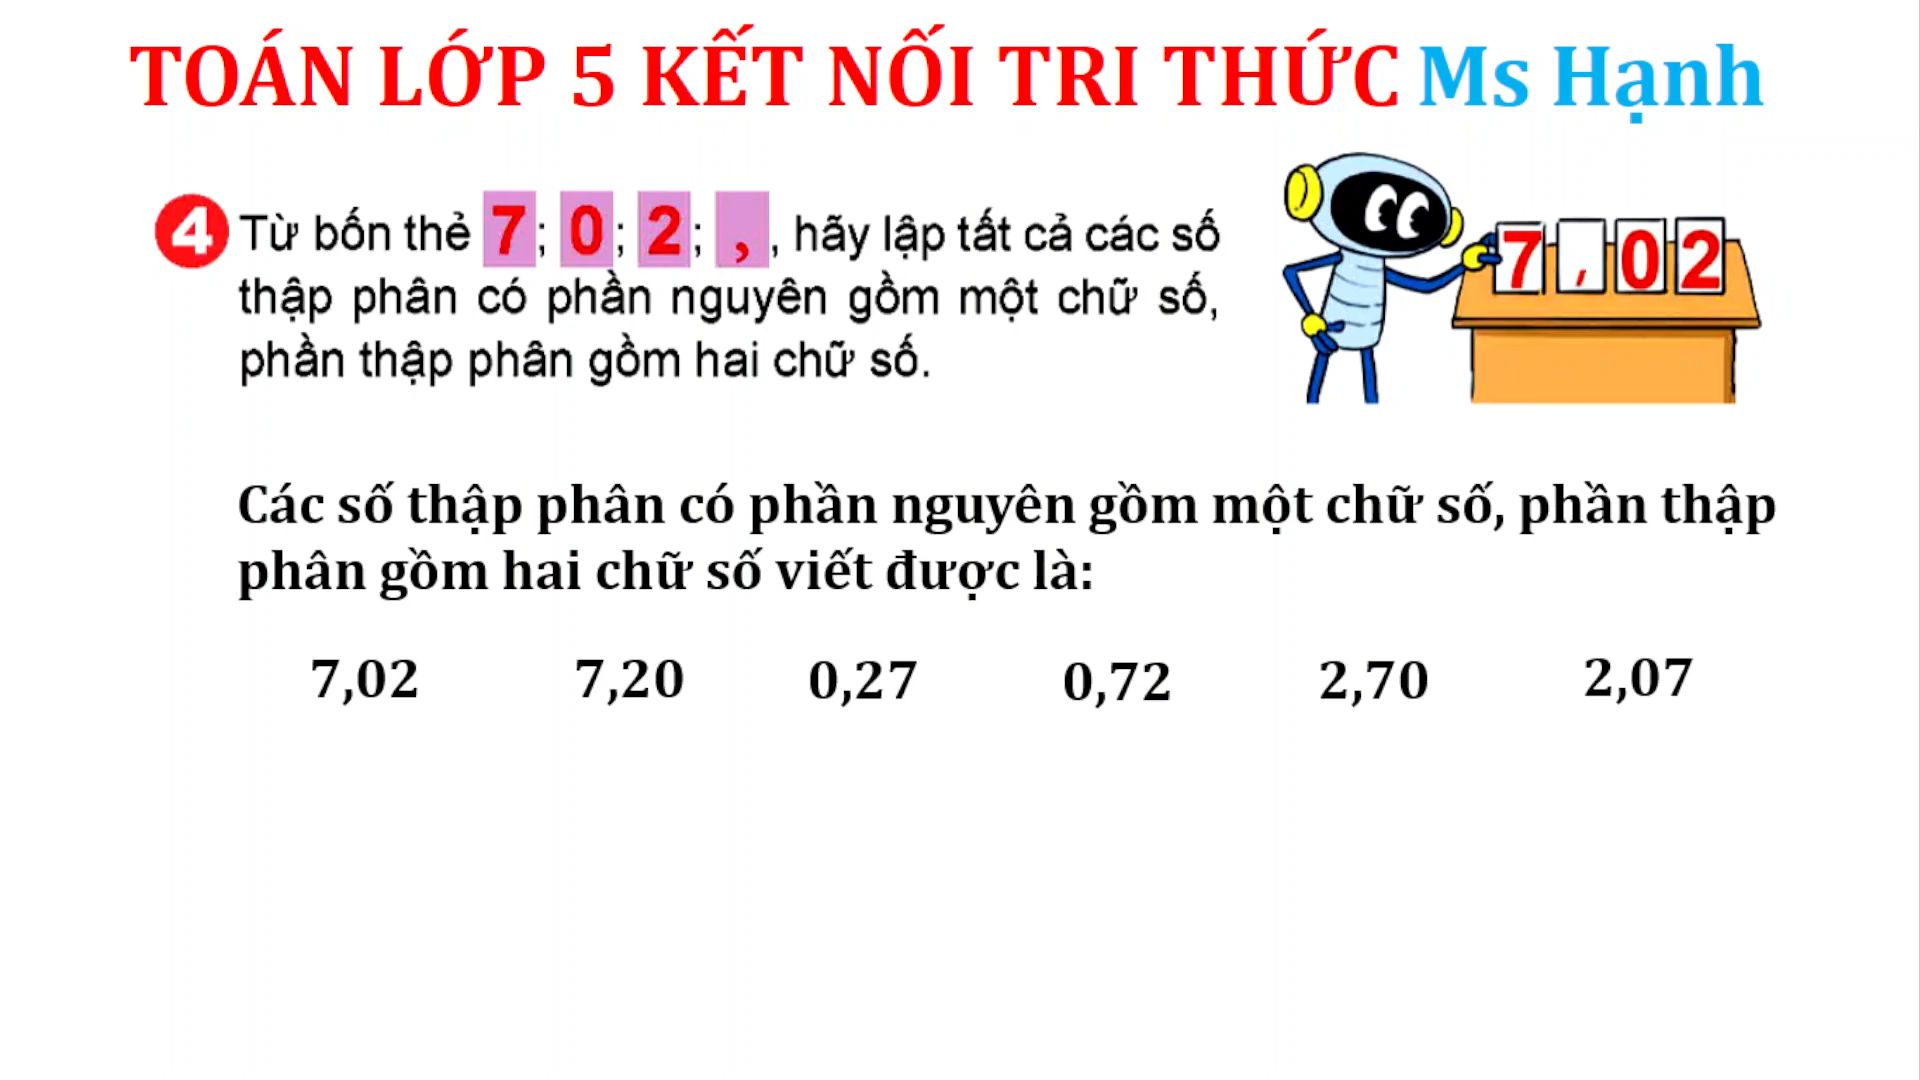 TOÁN LỚP 5 KẾT NỐI TRI THỨC Ms Hạnh
4 Từ bốn thẻ 7; 0; 2; ,, hãy lập tất cả các số
thập phân có phần nguyên gồm một chữ số,
phần thập phân gồm hai chữ số.
7,02
Các số thập phân có phần nguyên gồm một chữ số, phần thập
phân gồm hai chữ số viết được là:
7,02 7,20 0,27 0,72 2,70 2,07